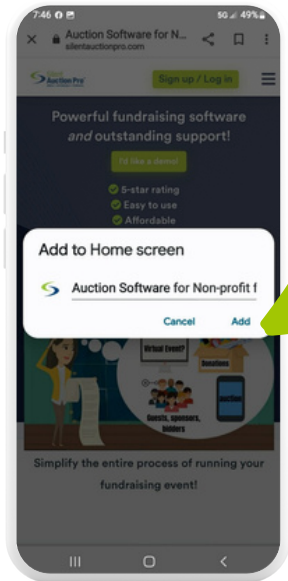 7:46
5G 49%
Auction Software for N...
silentauctionpro.com
Silent
Auction Pro
Sign up / Log in
Powerful fundraising software
and outstanding support!
I'd like a demo!
5-star rating
Easy to use
Affordable
Add to Home screen
Auction Software for Non-profit f
Cancel Add
Virtual Event?
Donations
auction
Guests, sponsors,
bidders
Simplify the entire process of running your
fundraising event!